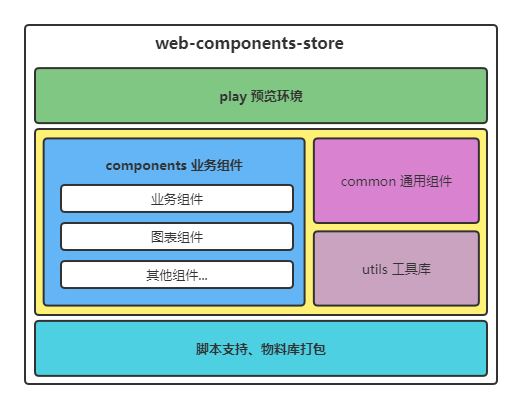 web-components-store
play 预览环境
components 业务组件
业务组件
图表组件
其他组件...
common 通用组件
utils 工具库
脚本支持、物料库打包